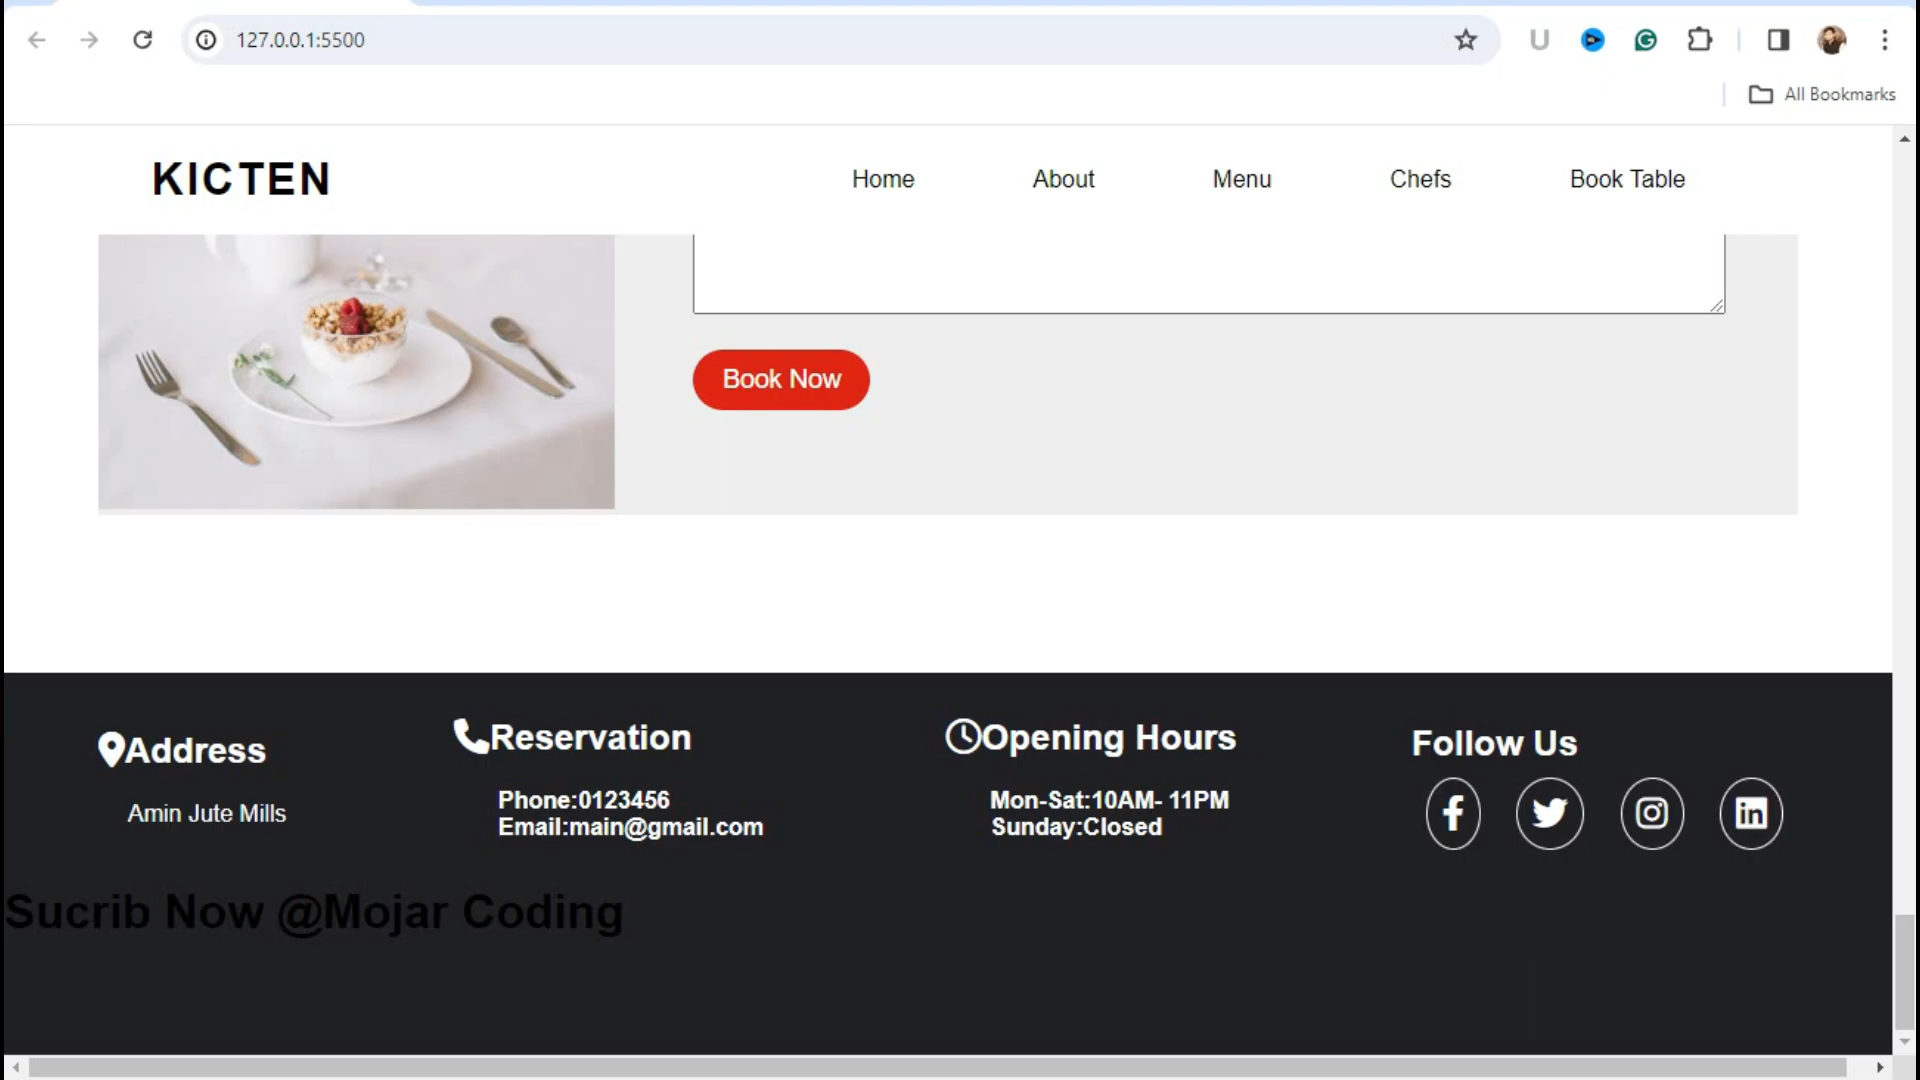 127.0.0.1:5500
All Bookmarks
KICTEN
Home
About
Menu
Chefs
Book Table
Book Now
Address
Amin Jute Mills
Reservation
Phone:0123456
Email:main@gmail.com
Opening Hours
Mon-Sat:10AM- 11PM
Sunday:Closed
Follow Us
Sucrib Now @Mojar Coding